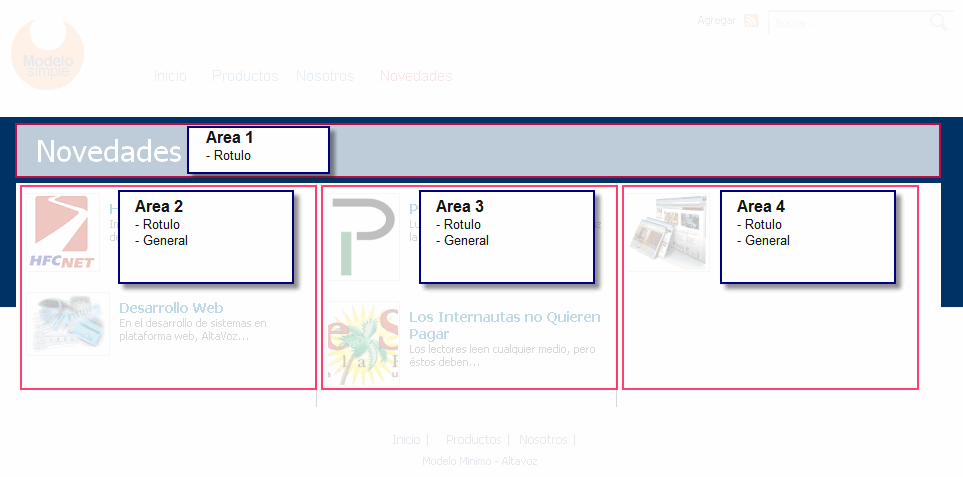 Agregar
Buscar...
Modelo
simple
Inicio Productos Nosotros Novedades
Novedades
Area 1
- Rotulo
Area 2
- Rotulo
- General
HFCNET
Desarrollo Web
En el desarrollo de sistemas en
plataforma web, AltaVoz...
Area 3
- Rotulo
- General
Los Internautas no Quieren
Pagar
Los lectores leen cualquier medio, pero
éstos deben...
Area 4
- Rotulo
- General
Inicio | Productos | Nosotros |
Modelo Minimo - Altavoz